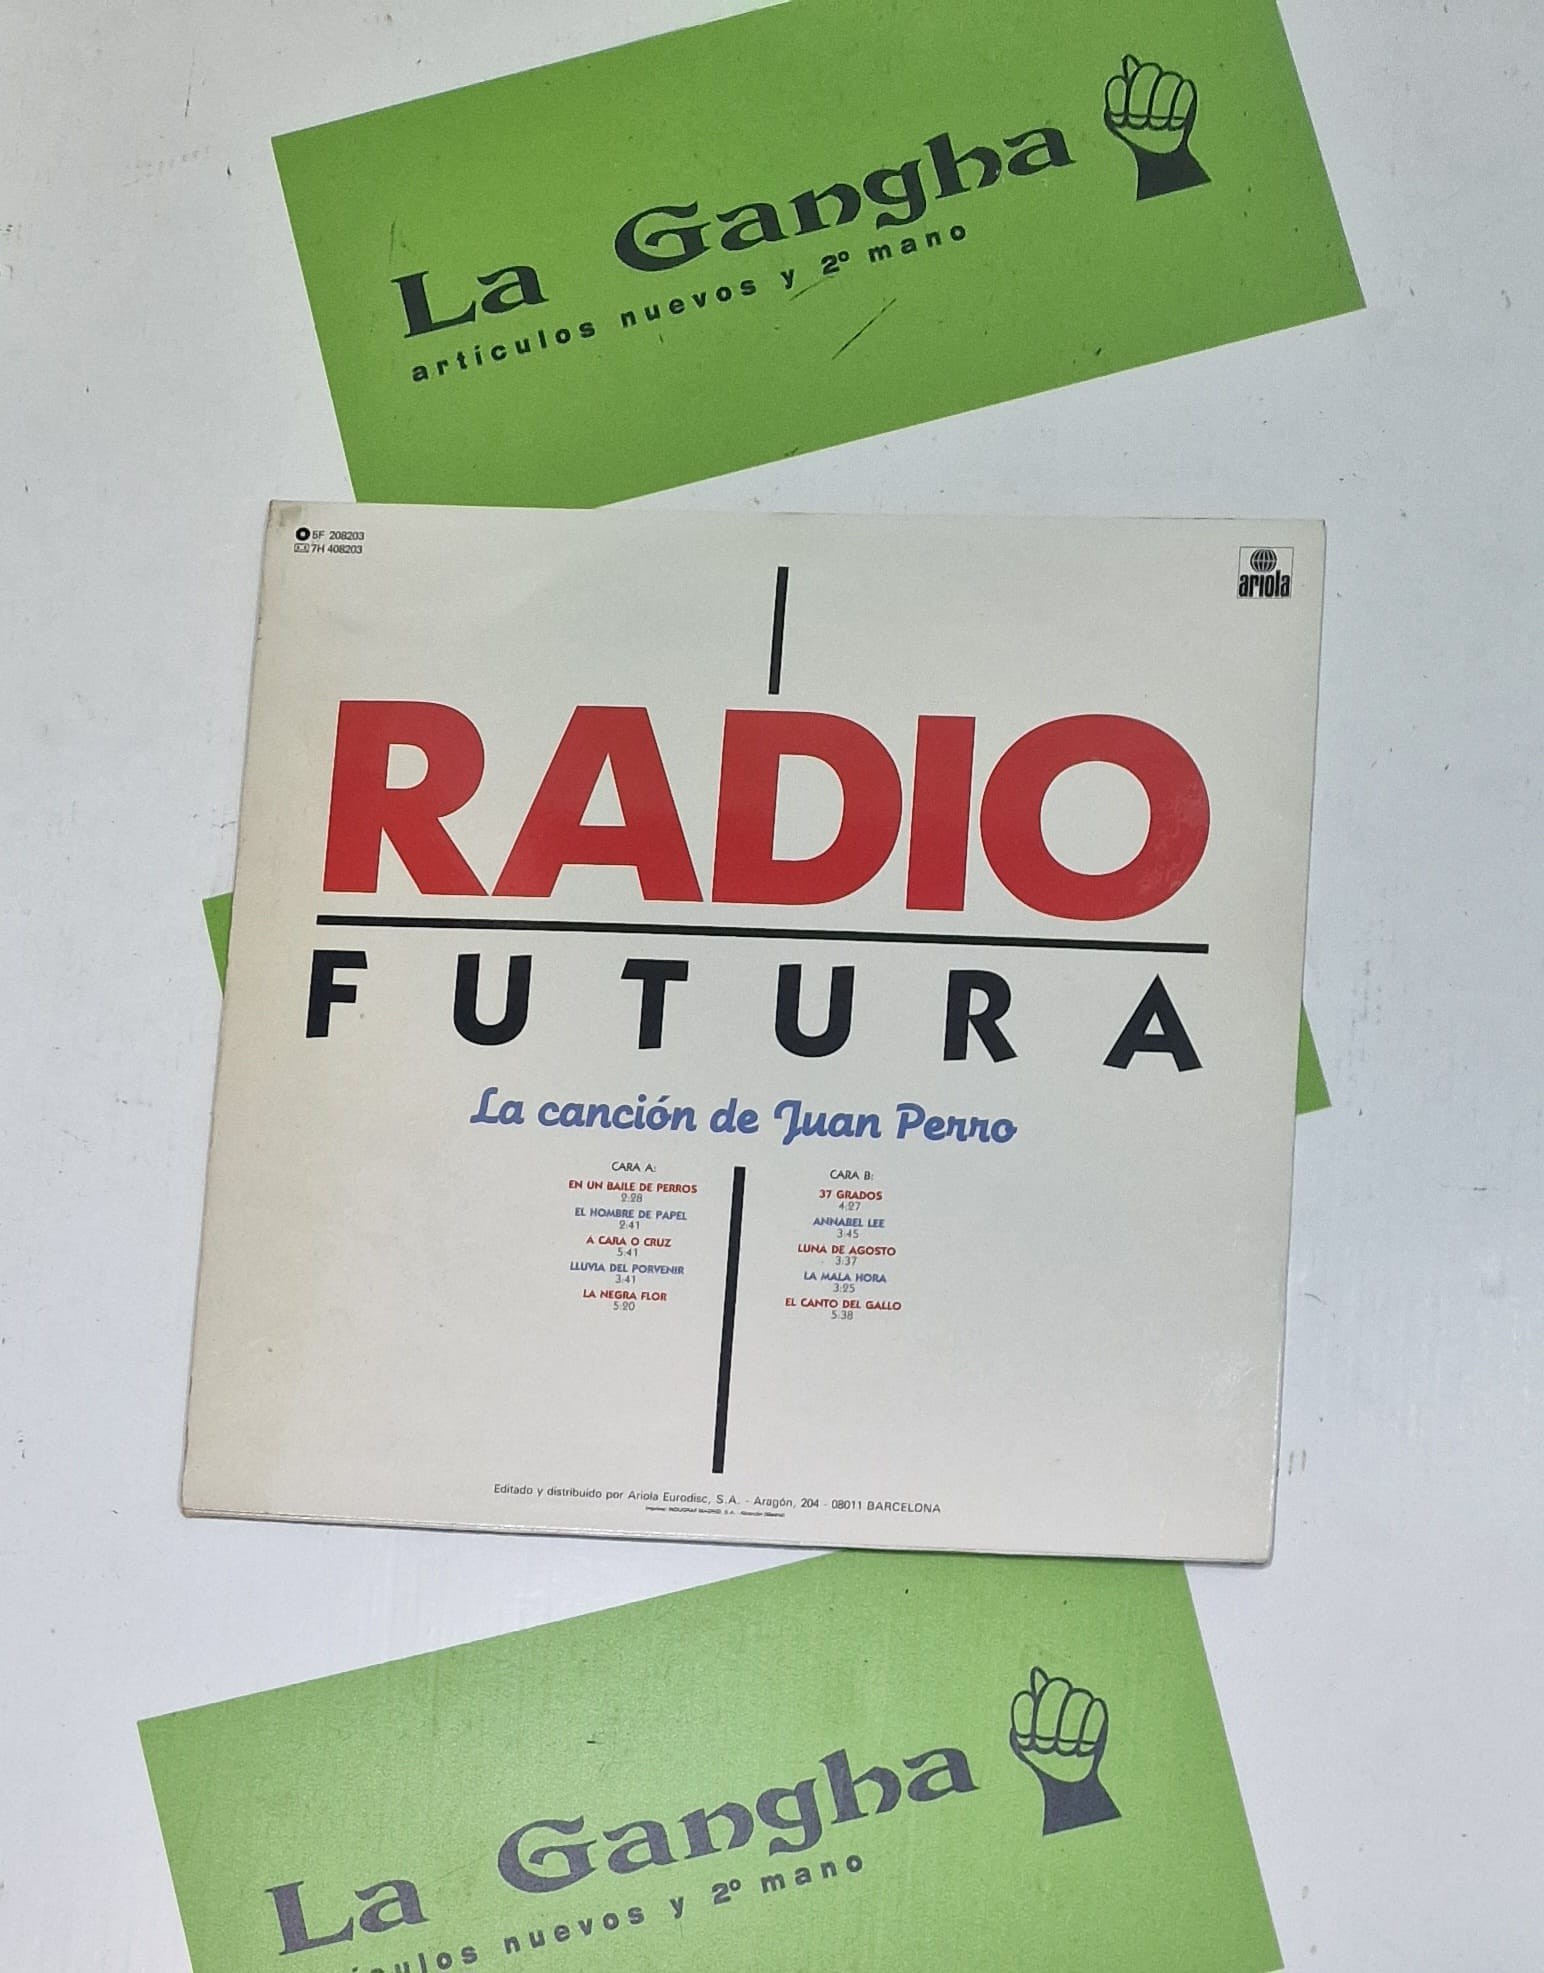 La Gangha
artículos nuevos y 2º mano
5F 208203
7H 408203
ariola
RADIO
FUTURA
La canción de Juan Perro
CARA A:
EN UN BAILE DE PERROS
2:28
EL HOMBRE DE PAPEL
2:41
A CARA O CRUZ
5:41
LLUVIA DEL PORVENIR
3:41
LA NEGRA FLOR
5:20
CARA B:
37 GRADOS
4:27
ANNABEL LEE
3:45
LUNA DE AGOSTO
3:37
LA MALA HORA
3:25
EL CANTO DEL GALLO
5:38
Editado y distribuido por Ariola Eurodisc, S.A. - Aragón, 204 - 08011 BARCELONA
La Gangha
nuevos y 2º mano